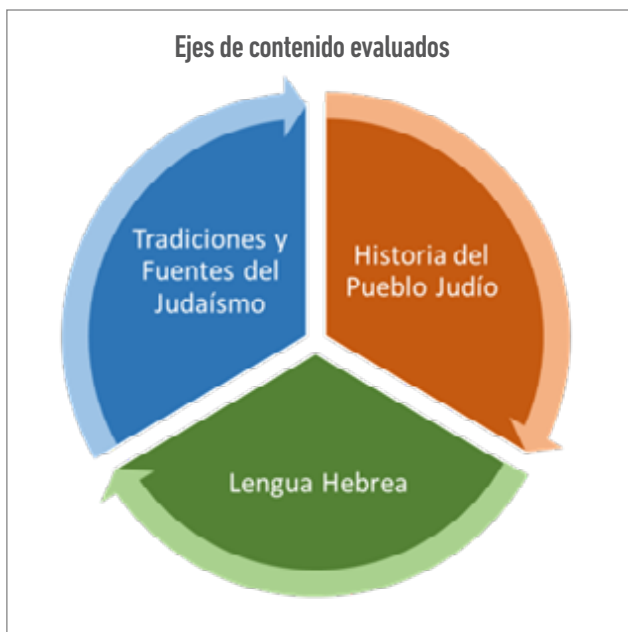 Ejes de contenido evaluados
Tradiciones y
Fuentes del
Judaísmo
Historia del
Pueblo Judío
Lengua Hebrea